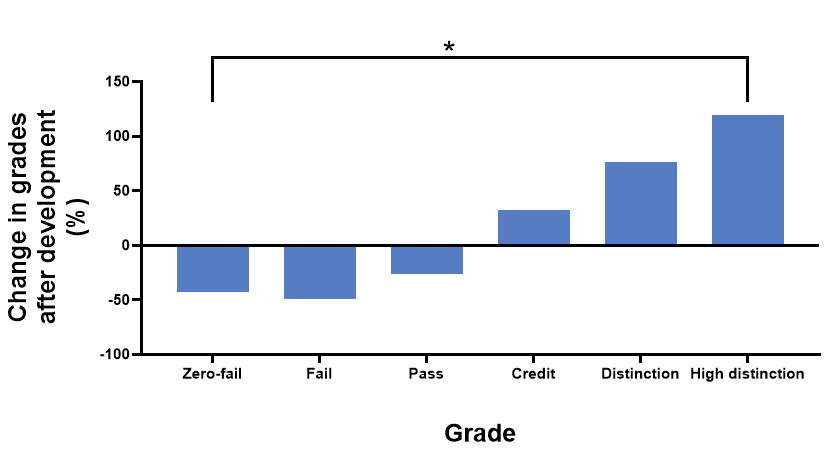 *
150
100
50
0
-50
-100
Change in grades
after development
(%)
Zero-fail Fail Pass Credit Distinction High distinction
Grade